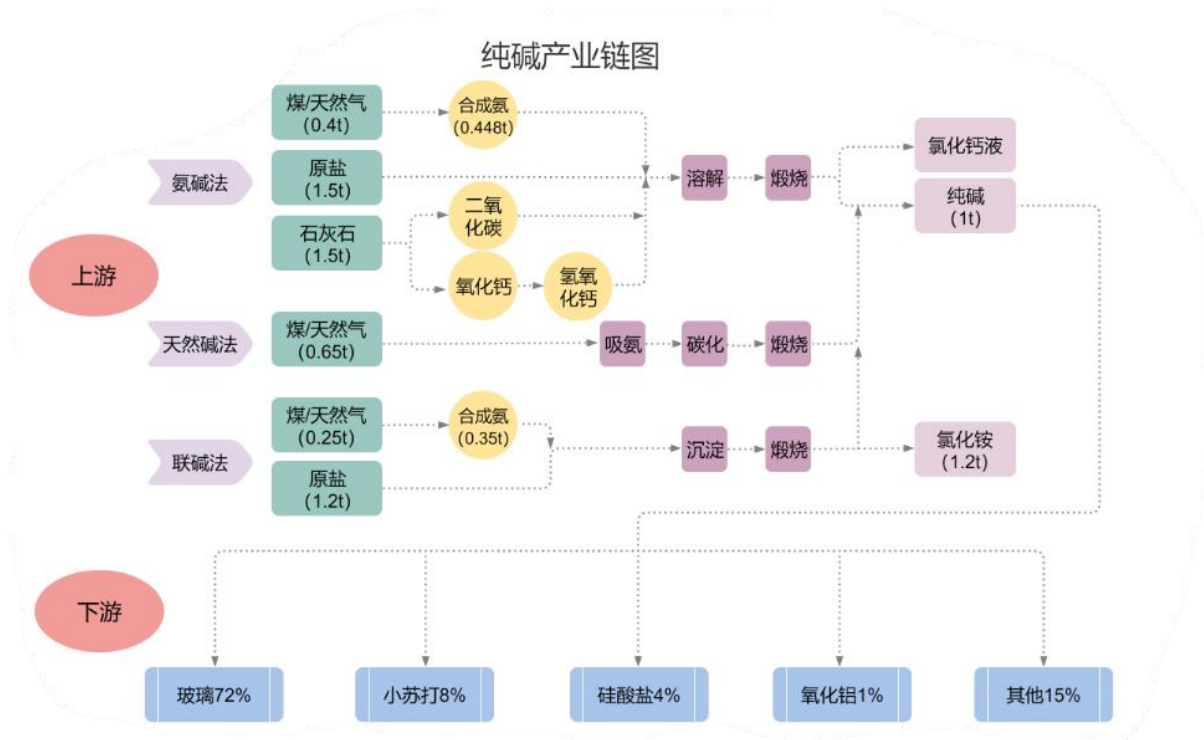 纯碱产业链图
煤/天然气
(0.4t)
合成氨
(0.448t)
氯化钙液
氨碱法
原盐
(1.5t)
溶解
煅烧
纯碱
(1t)
石灰石
(1.5t)
二氧
化碳
氧化钙
氢氧
化钙
上游
天然碱法
煤/天然气
(0.65t)
吸氨
碳化
煅烧
煤/天然气
(0.25t)
合成氨
(0.35t)
联碱法
沉淀
煅烧
氯化铵
(1.2t)
原盐
(1.2t)
下游
玻璃72%
小苏打8%
硅酸盐4%
氧化铝1%
其他15%